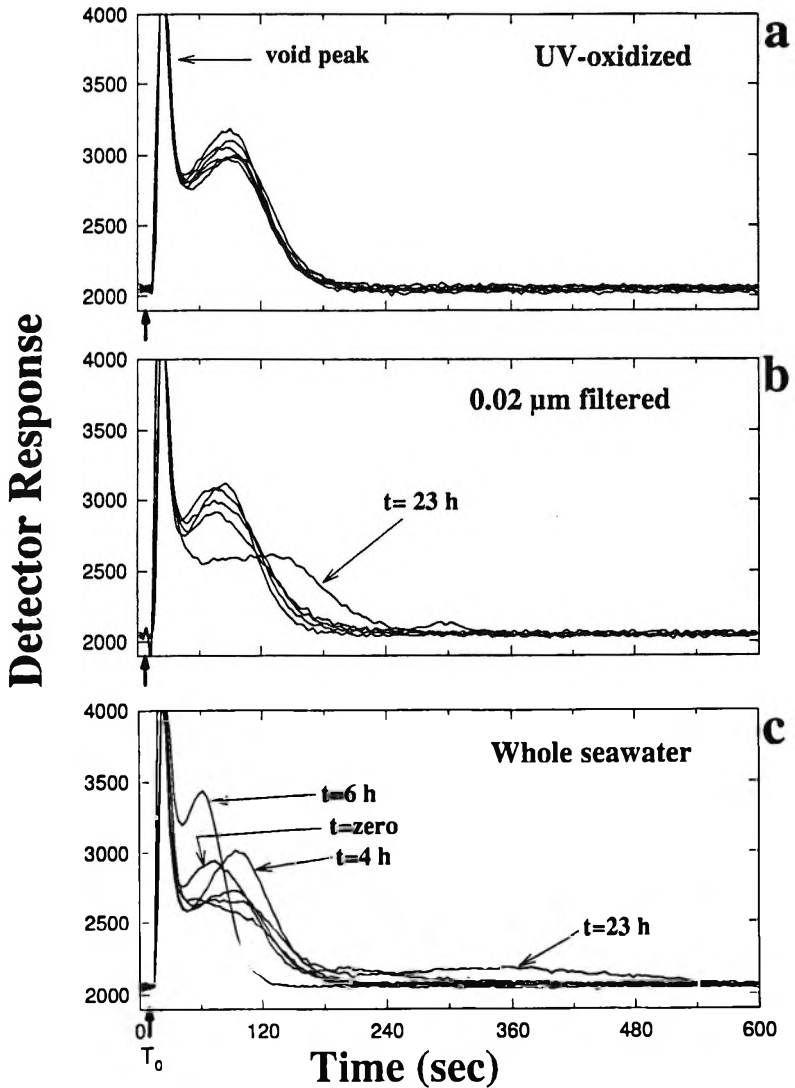 4000
a
void peak
UV-oxidized
3500
3000
2500
2000
4000
b
0.02 µm filtered
3500
t= 23 h
3000
2500
2000
Detector Response
4000
c
Whole seawater
3500
t=6 h
t=zero
3000
t=4 h
2500
t=23 h
2000
0
120
240
360
480
600
T0
Time (sec)